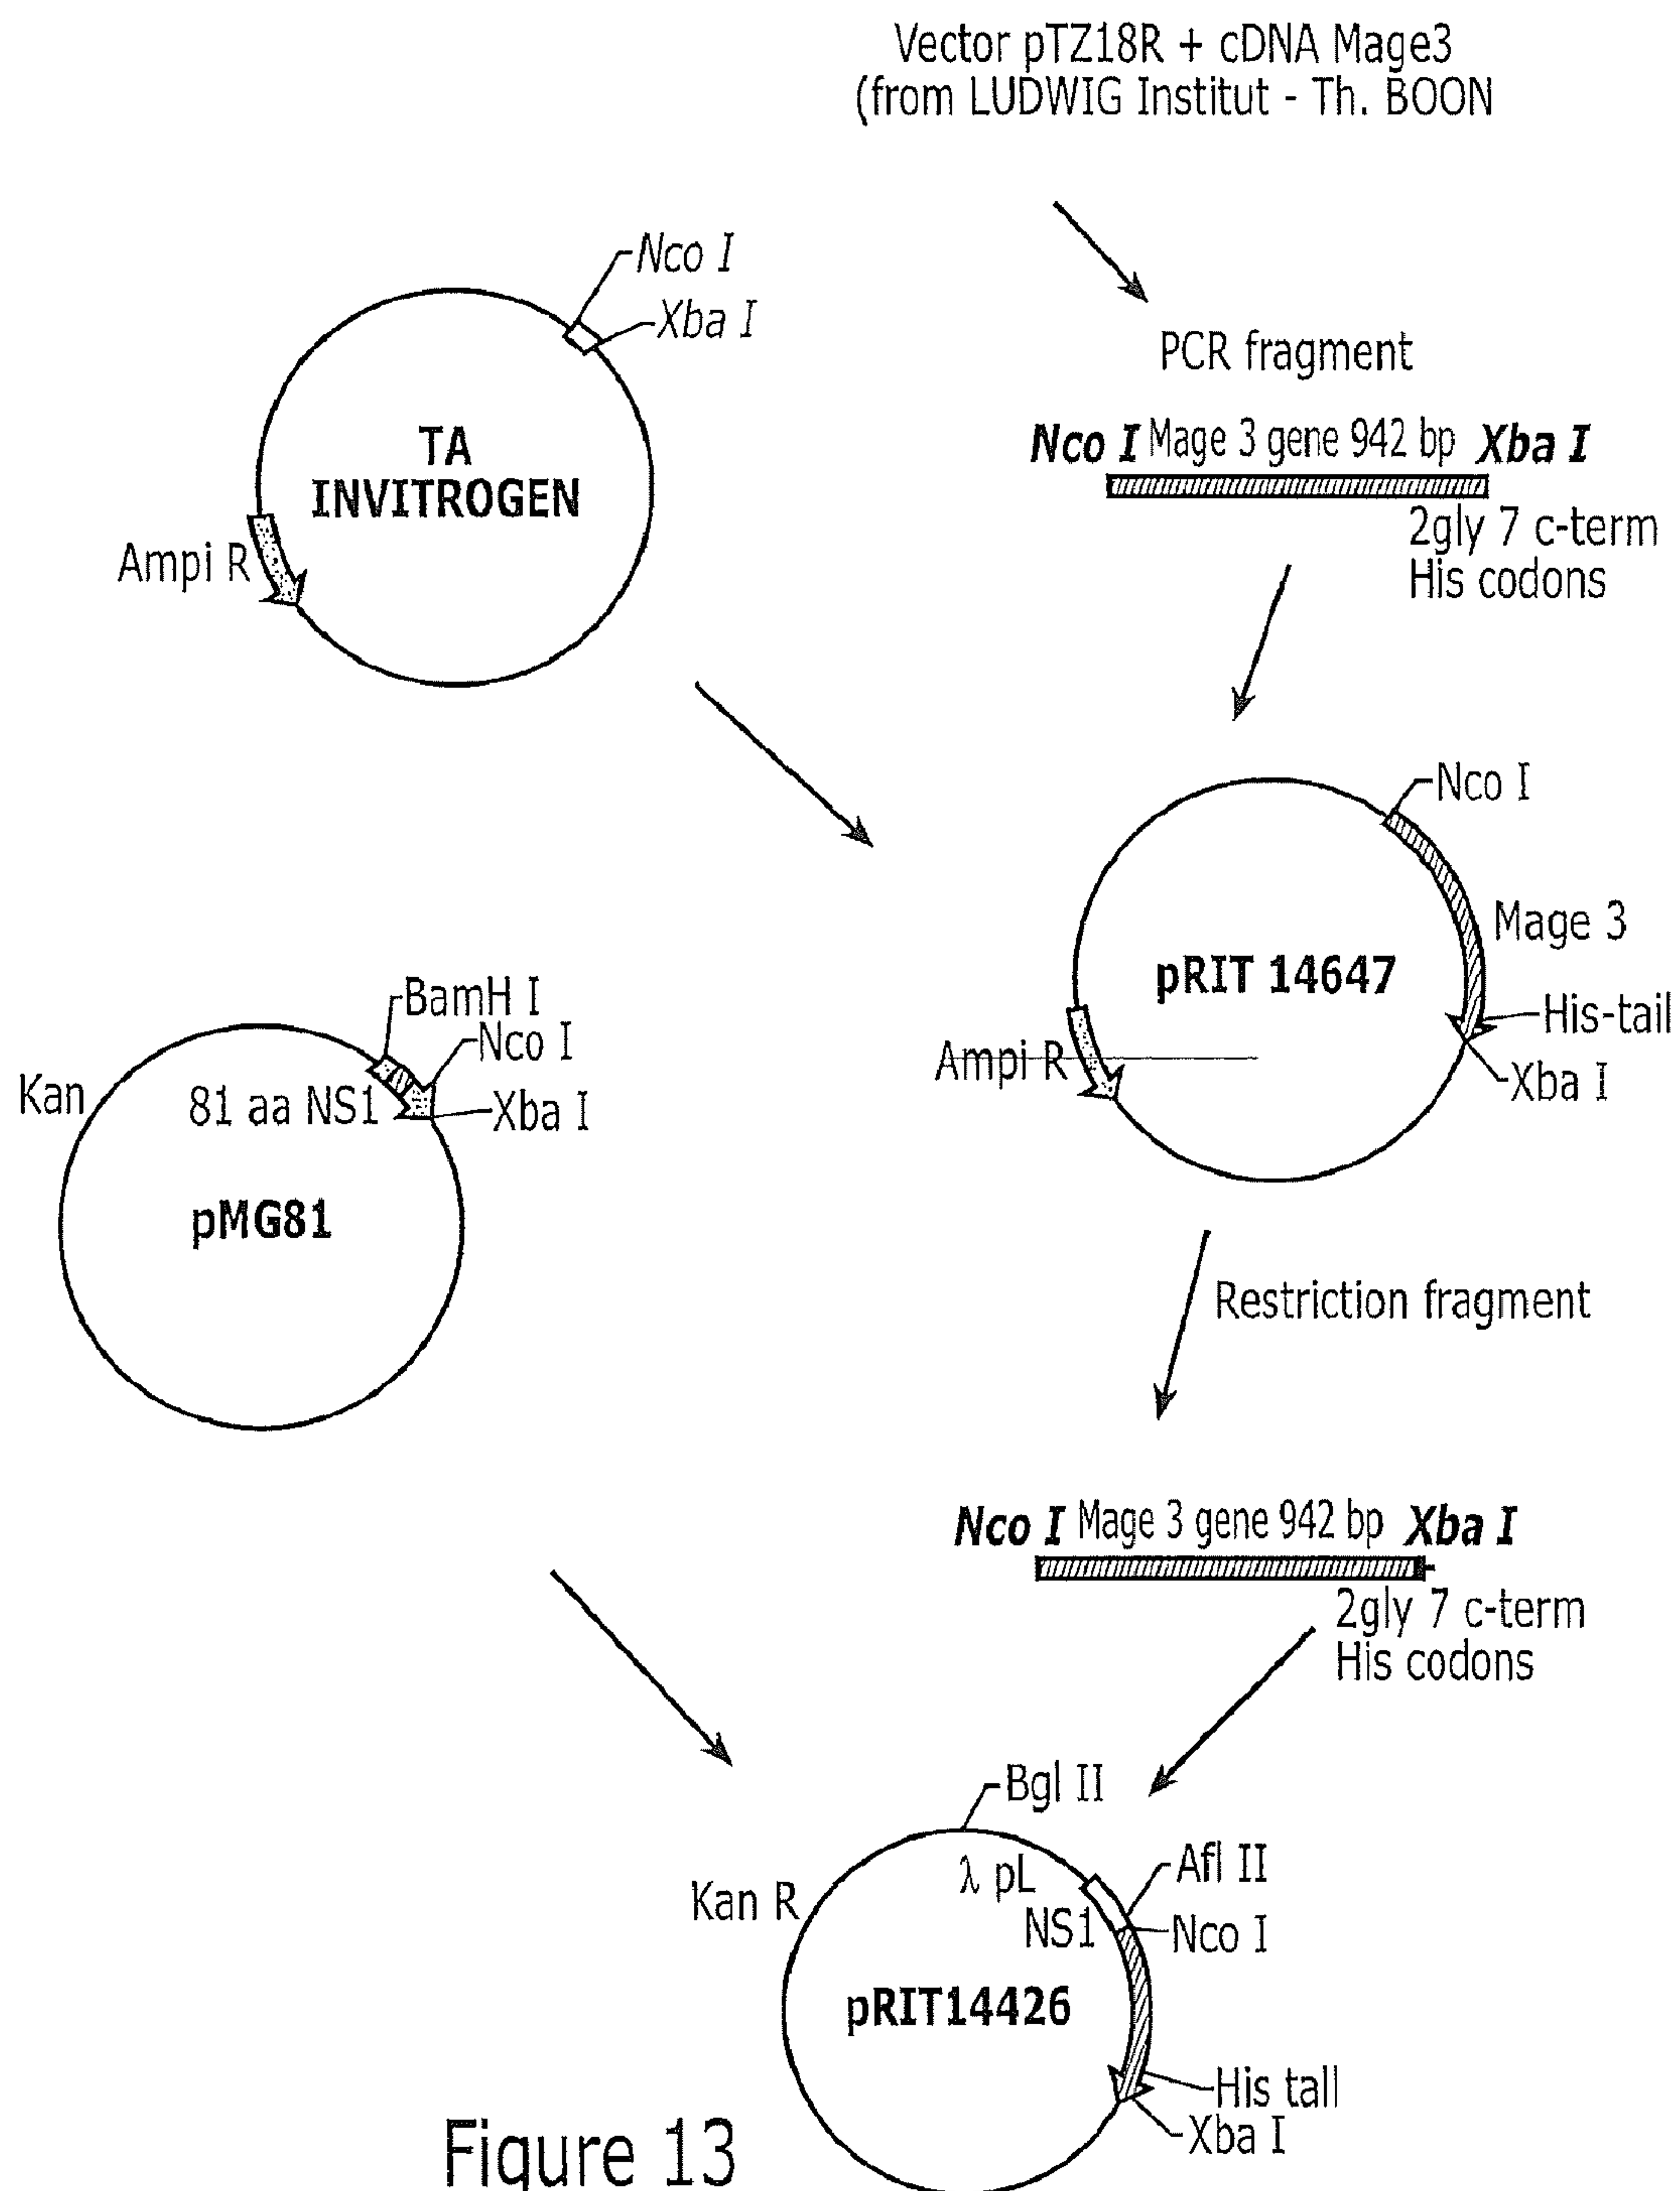 Vector pTZ18R + cDNA Mage3
(from LUDWIG Institut - Th. BOON
Nco I
Xba I
TA
INVITROGEN
Ampi R
PCR fragment
Nco I Mage 3 gene 942 bp Xba I
2gly 7 c-term
His codons
Nco I
Mage 3
pRIT 14647
His-tail
Ampi R
Xba I
BamH I
Nco I
Kan
81 aa NS1
Xba I
pMG81
Restriction fragment
Nco I Mage 3 gene 942 bp Xba I
2gly 7 c-term
His codons
Bgl II
λ pL
Afl II
Kan R
NS1
Nco I
pRIT14426
His tall
Xba I
Figure 13